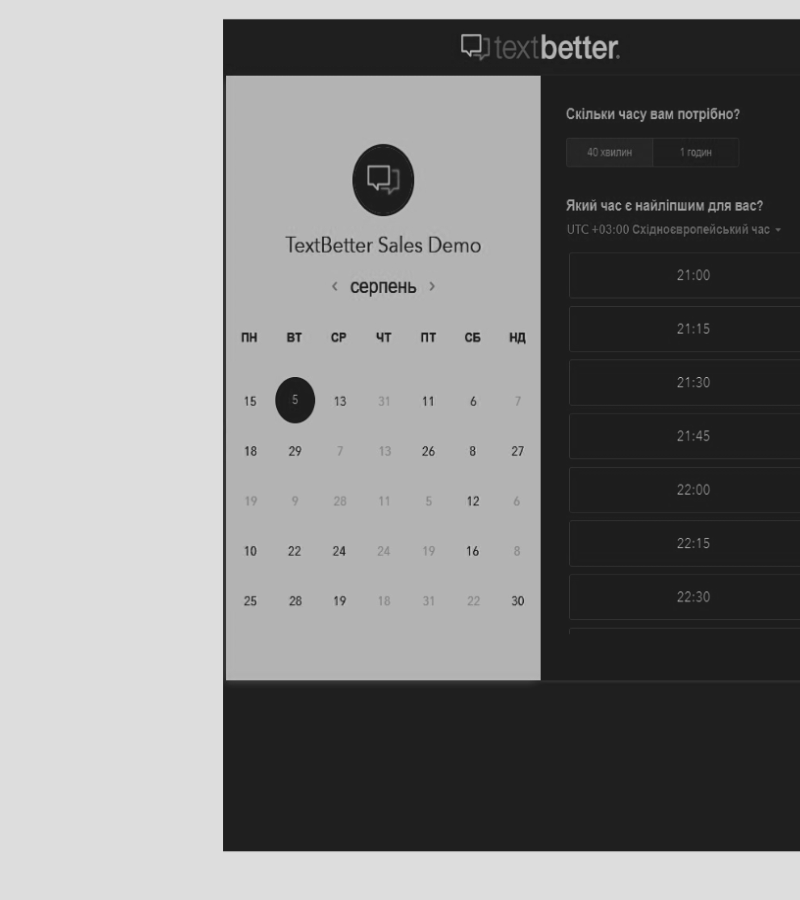 textbetter.
TextBetter Sales Demo
‹ серпень ›
ПН ВТ СР ЧТ ПТ СБ НД
15 5 13 31 11 6 7
18 29 7 13 26 8 27
19 9 28 11 5 12 6
10 22 24 24 19 16 8
25 28 19 18 31 22 30
Скільки часу вам потрібно?
40 хвилин 1 годин
Який час є найліпшим для вас?
UTC +03:00 Східноєвропейський час
21:00
21:15
21:30
21:45
22:00
22:15
22:30